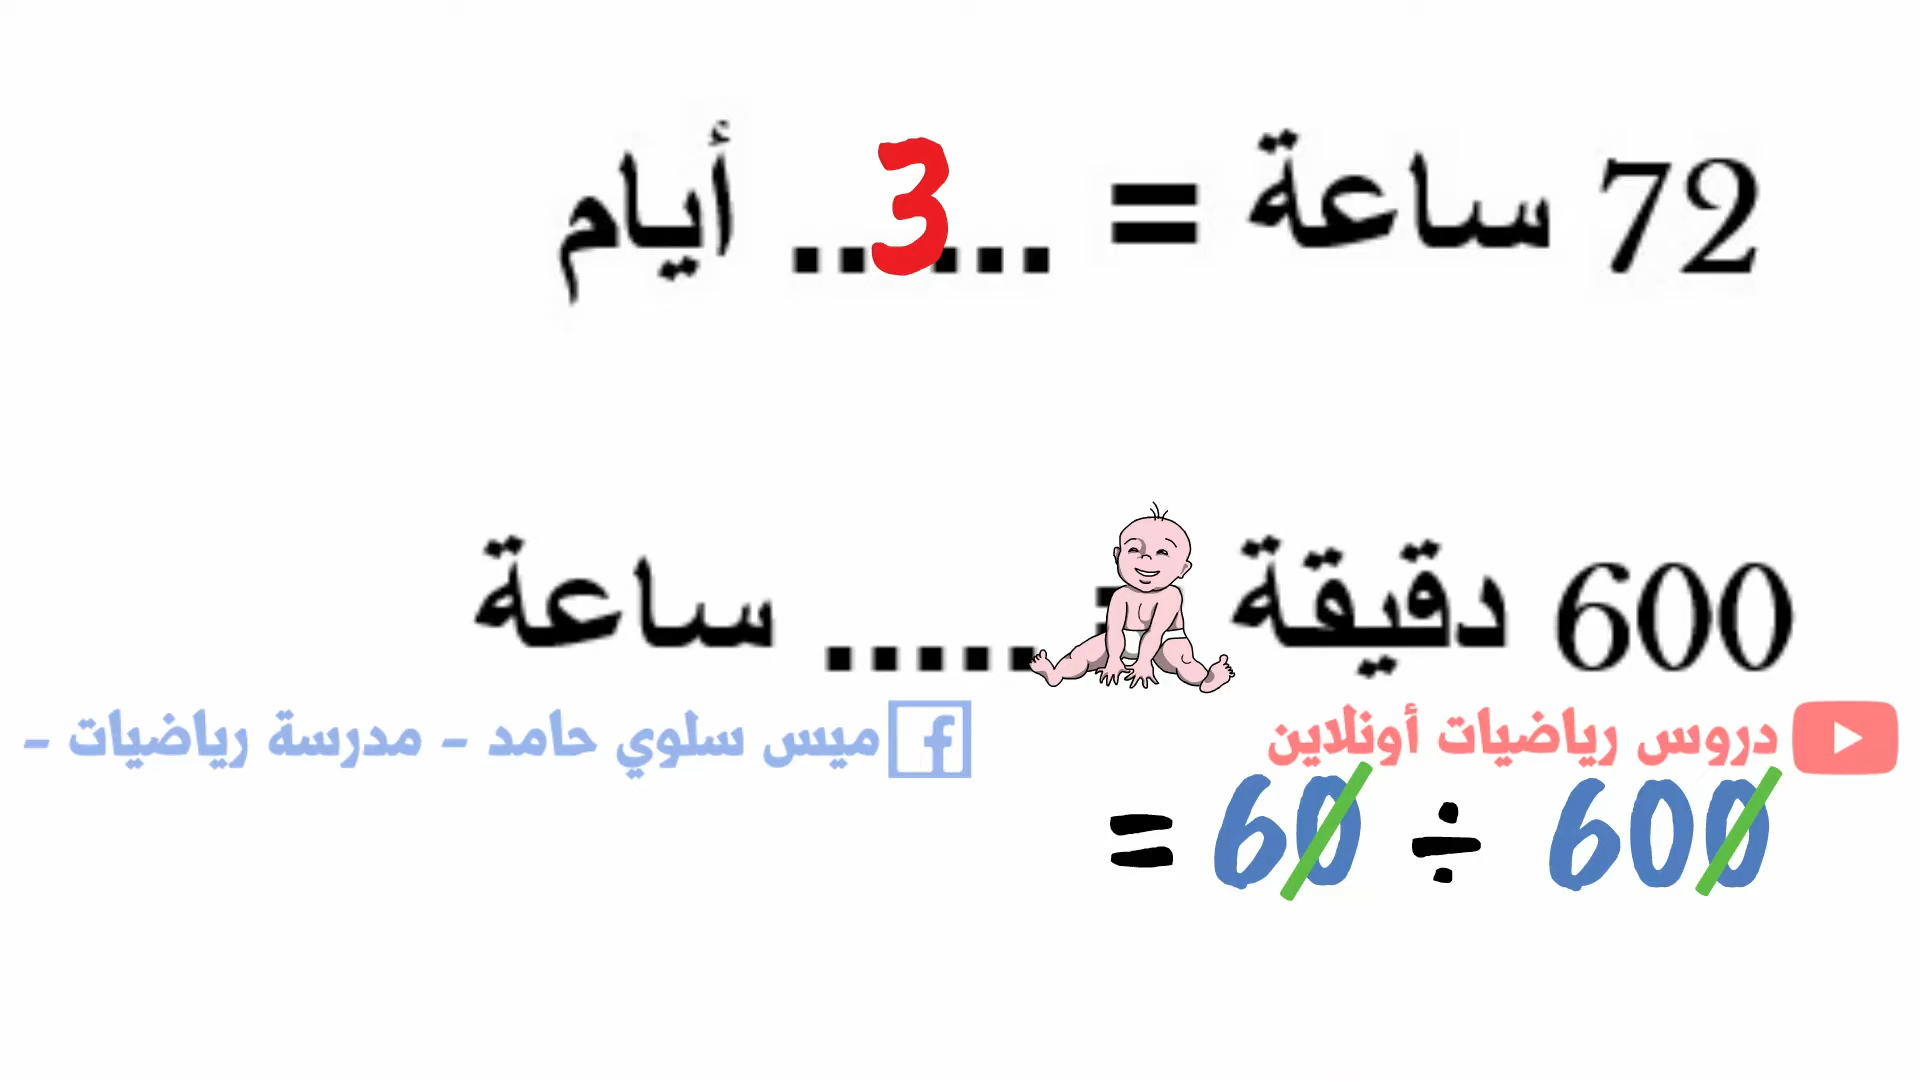 72 ساعة = ..3... أيام
600 دقيقة = ..... ساعة
دروس رياضيات أونلاين
ميس سلوي حامد - مدرسة رياضيات -
600 ÷ 60 =